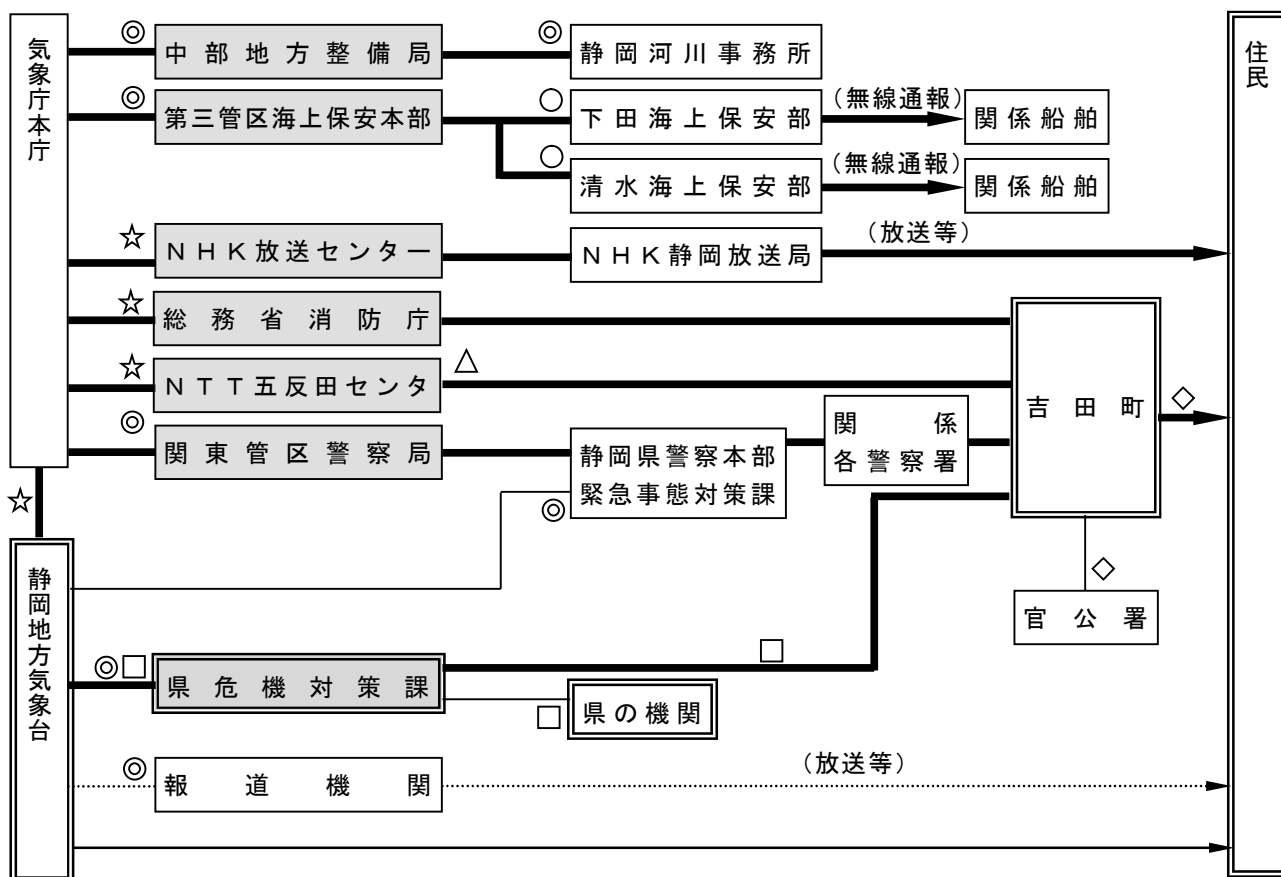 気象庁本庁
◎
中部地方整備局
◎
静岡河川事務所
住民
◎
第三管区海上保安本部
○
下田海上保安部
(無線通報)
関係船舶
○
清水海上保安部
(無線通報)
関係船舶
☆
NHK放送センター
NHK静岡放送局
(放送等)
☆
総務省消防庁
☆
NTT五反田センタ
△
吉田町
◇
◎
関東管区警察局
静岡県警察本部
緊急事態対策課
関係
各警察署
☆
◎
静岡地方気象台
◇
官公署
◎□
県危機対策課
□
□
県の機関
◎
報道機関
(放送等)